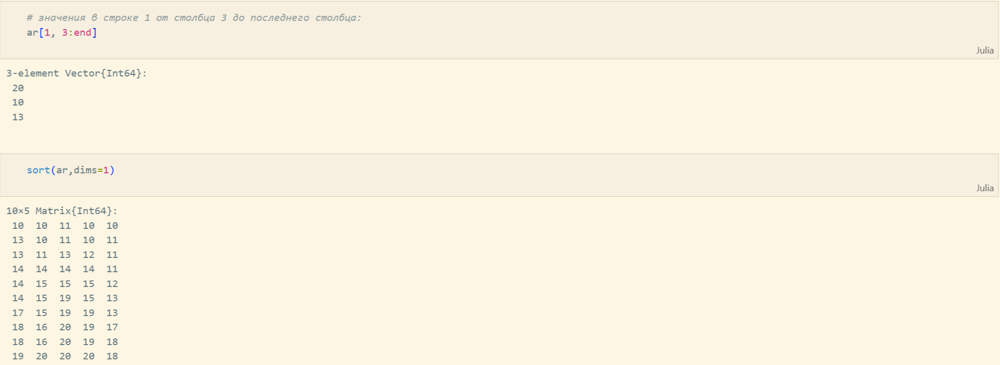 # значения в строке 1 от столбца 3 до последнего столбца:
ar[1, 3:end]
Julia
3-element Vector{Int64}:
 20
 10
 13
sort(ar,dims=1)
Julia
10×5 Matrix{Int64}:
 10  10  11  10  10
 13  10  11  10  11
 13  11  13  12  11
 14  14  14  14  11
 14  15  15  15  12
 14  15  19  15  13
 17  15  19  19  13
 18  16  20  19  17
 18  16  20  19  18
 19  20  20  20  18